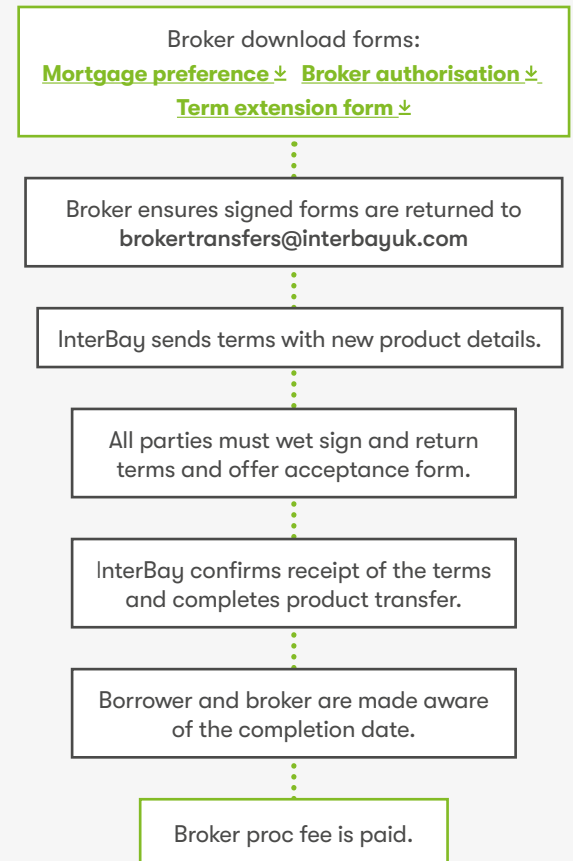 Broker download forms:
Mortgage preference Broker authorisation
Term extension form
Broker ensures signed forms are returned to
brokertransfers@interbayuk.com
InterBay sends terms with new product details.
All parties must wet sign and return
terms and offer acceptance form.
InterBay confirms receipt of the terms
and completes product transfer.
Borrower and broker are made aware
of the completion date.
Broker proc fee is paid.